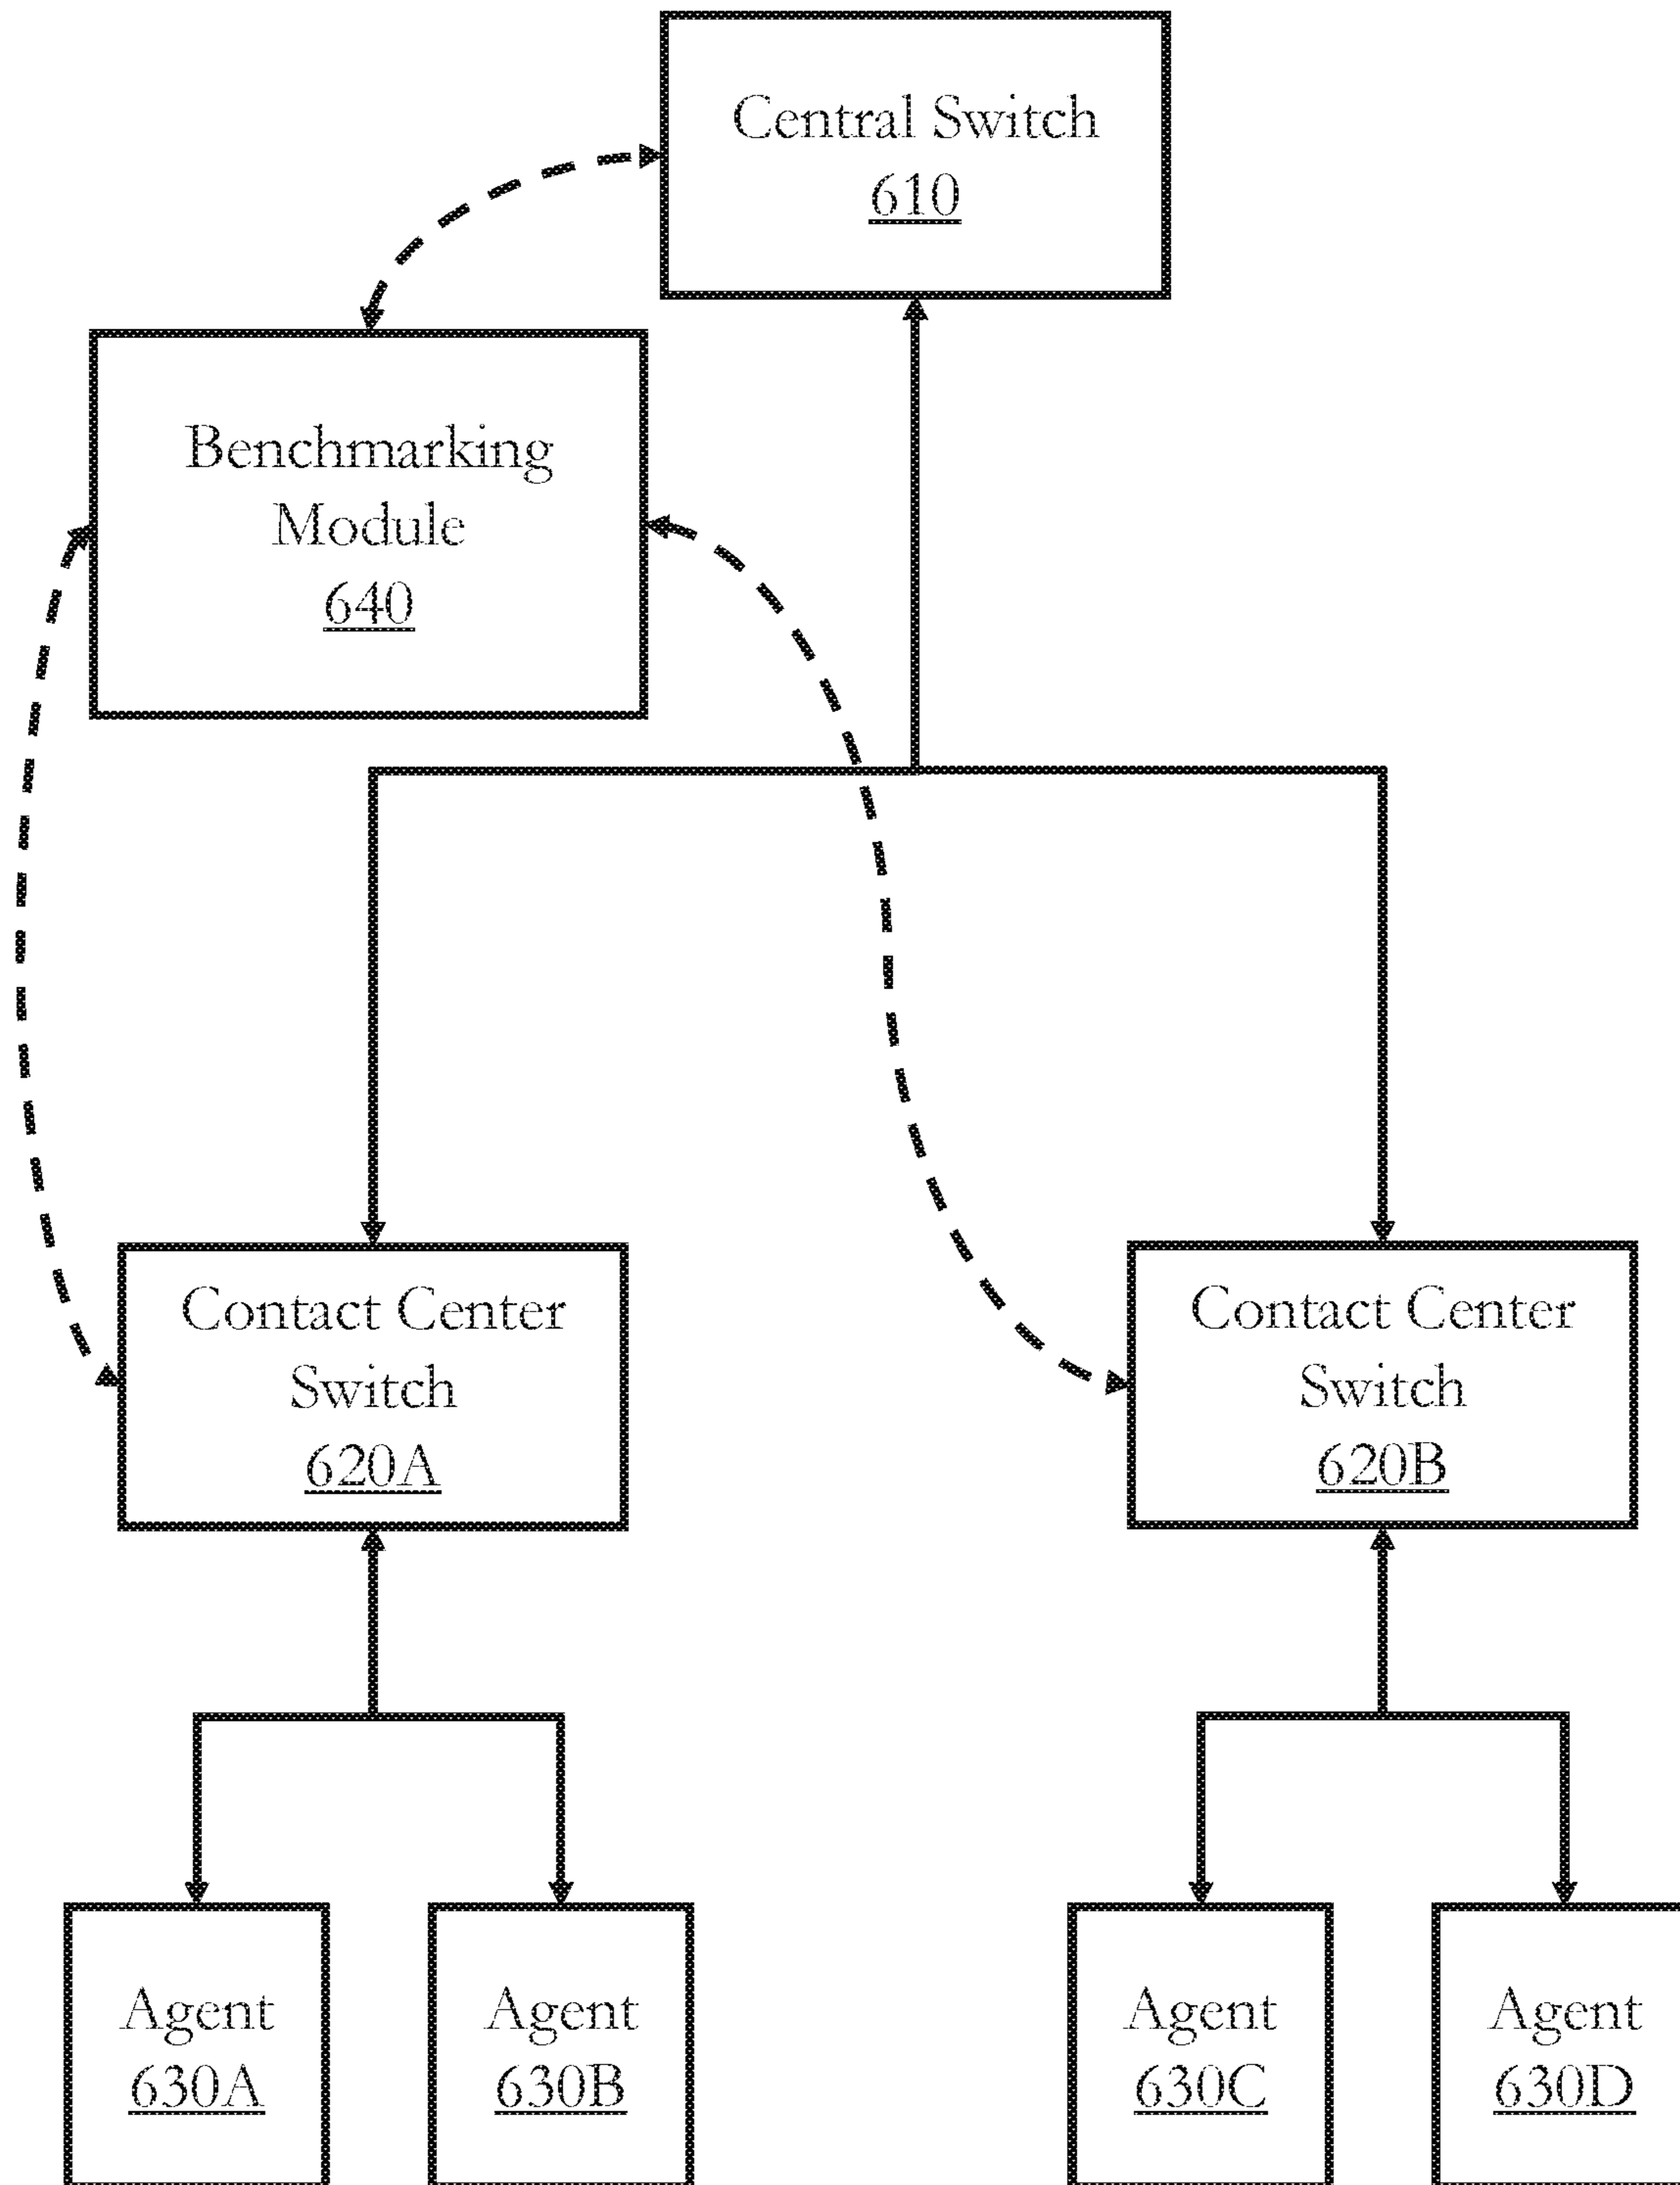 Central Switch
610
Benchmarking
Module
640
Contact Center
Switch
620A
Contact Center
Switch
620B
Agent
630A
Agent
630B
Agent
630C
Agent
630D